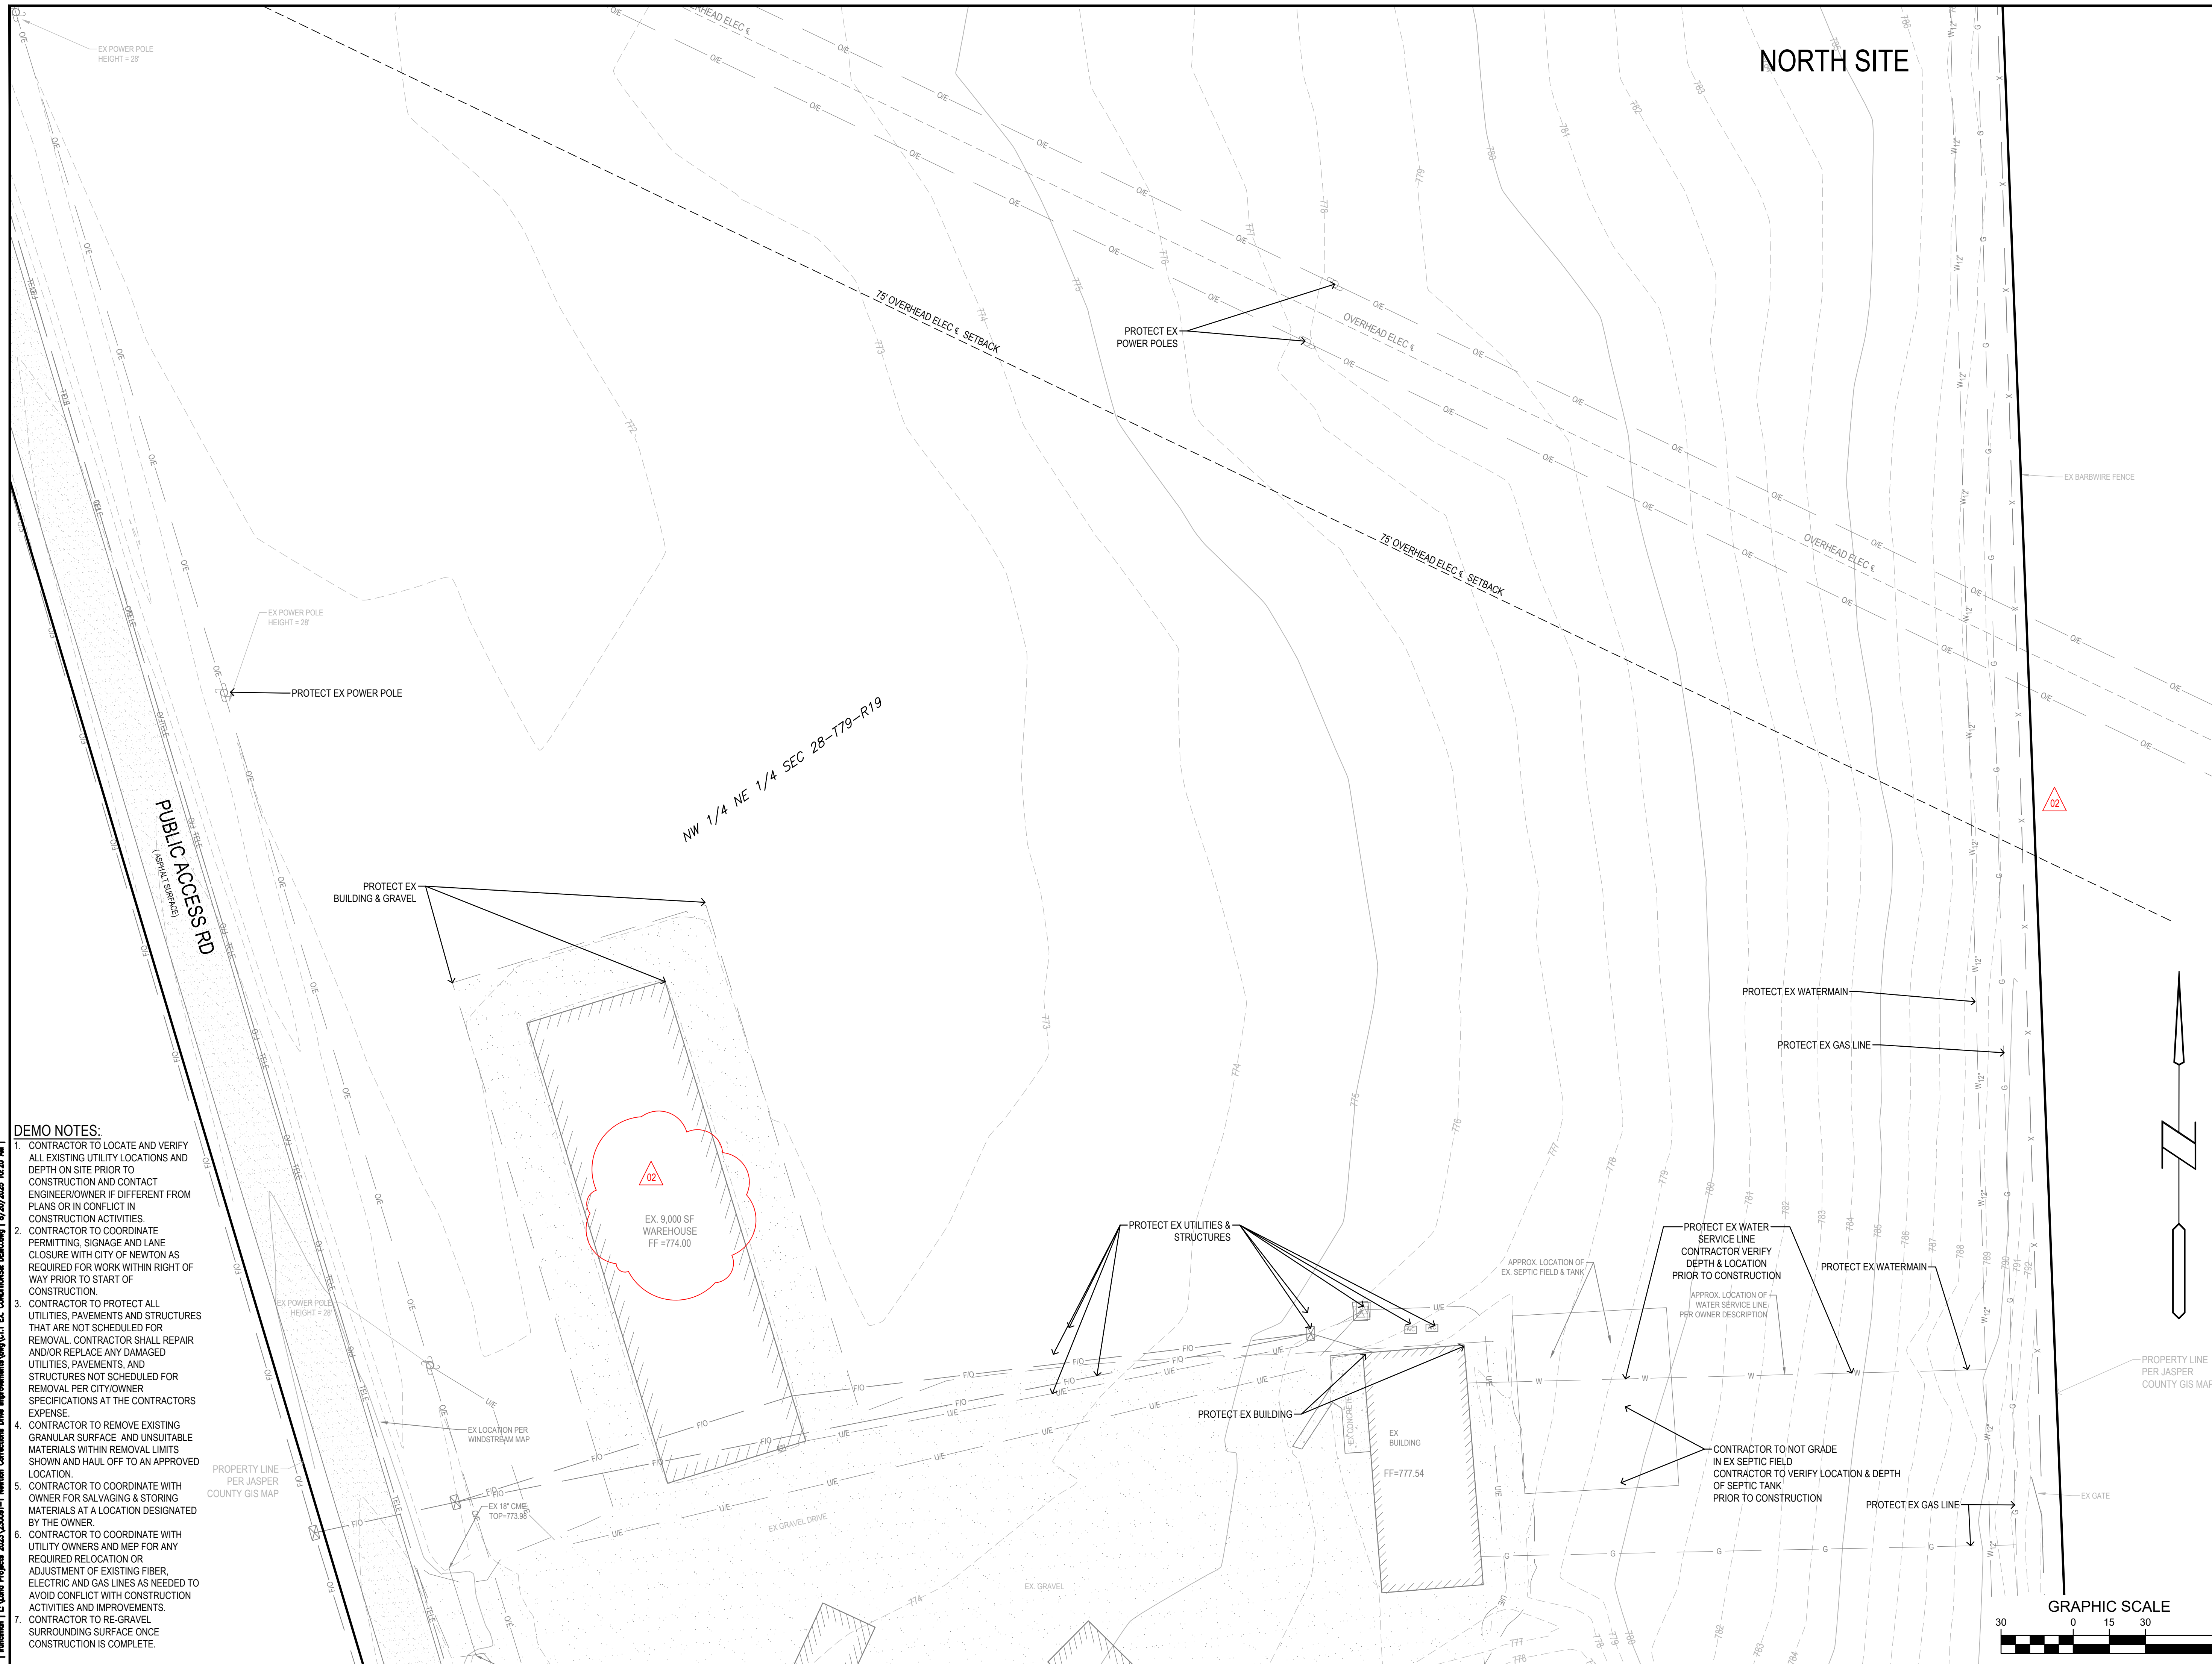 NORTH SITE
EX POWER POLE
HEIGHT = 28'
OVERHEAD ELEC ℄
75' OVERHEAD ELEC ℄ SETBACK
PROTECT EX
POWER POLES
OVERHEAD ELEC ℄
EX BARBWIRE FENCE
75' OVERHEAD ELEC ℄ SETBACK
OVERHEAD ELEC ℄
EX POWER POLE
HEIGHT = 28'
PROTECT EX POWER POLE
NW 1/4 NE 1/4 SEC 28-T79-R19
02
PUBLIC ACCESS RD
( ASPHALT SURFACE)
PROTECT EX
BUILDING & GRAVEL
PROTECT EX WATERMAIN
PROTECT EX GAS LINE
02
EX. 9,000 SF
WAREHOUSE
FF =774.00
PROTECT EX UTILITIES &
STRUCTURES
APPROX. LOCATION OF
EX. SEPTIC FIELD & TANK
PROTECT EX WATER
SERVICE LINE
CONTRACTOR VERIFY
DEPTH & LOCATION
PRIOR TO CONSTRUCTION
PROTECT EX WATERMAIN
APPROX. LOCATION OF
WATER SERVICE LINE
PER OWNER DESCRIPTION
EX POWER POLE
HEIGHT = 28'
PROPERTY LINE
PER JASPER
COUNTY GIS MAP
PROTECT EX BUILDING
EX CONCRETE
EX
BUILDING
FF=777.54
EX LOCATION PER
WINDSTREAM MAP
CONTRACTOR TO NOT GRADE
IN EX SEPTIC FIELD
CONTRACTOR TO VERIFY LOCATION & DEPTH
OF SEPTIC TANK
PRIOR TO CONSTRUCTION
PROPERTY LINE
PER JASPER
COUNTY GIS MAP
EX 18" CMP
TOP=773.98
EX GRAVEL DRIVE
PROTECT EX GAS LINE
EX GATE
EX. GRAVEL
DEMO NOTES:
1. CONTRACTOR TO LOCATE AND VERIFY
ALL EXISTING UTILITY LOCATIONS AND
DEPTH ON SITE PRIOR TO
CONSTRUCTION AND CONTACT
ENGINEER/OWNER IF DIFFERENT FROM
PLANS OR IN CONFLICT IN
CONSTRUCTION ACTIVITIES.
2. CONTRACTOR TO COORDINATE
PERMITTING, SIGNAGE AND LANE
CLOSURE WITH CITY OF NEWTON AS
REQUIRED FOR WORK WITHIN RIGHT OF
WAY PRIOR TO START OF
CONSTRUCTION.
3. CONTRACTOR TO PROTECT ALL
UTILITIES, PAVEMENTS AND STRUCTURES
THAT ARE NOT SCHEDULED FOR
REMOVAL. CONTRACTOR SHALL REPAIR
AND/OR REPLACE ANY DAMAGED
UTILITIES, PAVEMENTS, AND
STRUCTURES NOT SCHEDULED FOR
REMOVAL PER CITY/OWNER
SPECIFICATIONS AT THE CONTRACTORS
EXPENSE.
4. CONTRACTOR TO REMOVE EXISTING
GRANULAR SURFACE AND UNSUITABLE
MATERIALS WITHIN REMOVAL LIMITS
SHOWN AND HAUL OFF TO AN APPROVED
LOCATION.
5. CONTRACTOR TO COORDINATE WITH
OWNER FOR SALVAGING & STORING
MATERIALS AT A LOCATION DESIGNATED
BY THE OWNER.
6. CONTRACTOR TO COORDINATE WITH
UTILITY OWNERS AND MEP FOR ANY
REQUIRED RELOCATION OR
ADJUSTMENT OF EXISTING FIBER,
ELECTRIC AND GAS LINES AS NEEDED TO
AVOID CONFLICT WITH CONSTRUCTION
ACTIVITIES AND IMPROVEMENTS.
7. CONTRACTOR TO RE-GRAVEL
SURROUNDING SURFACE ONCE
CONSTRUCTION IS COMPLETE.
GRAPHIC SCALE
30 0 15 30